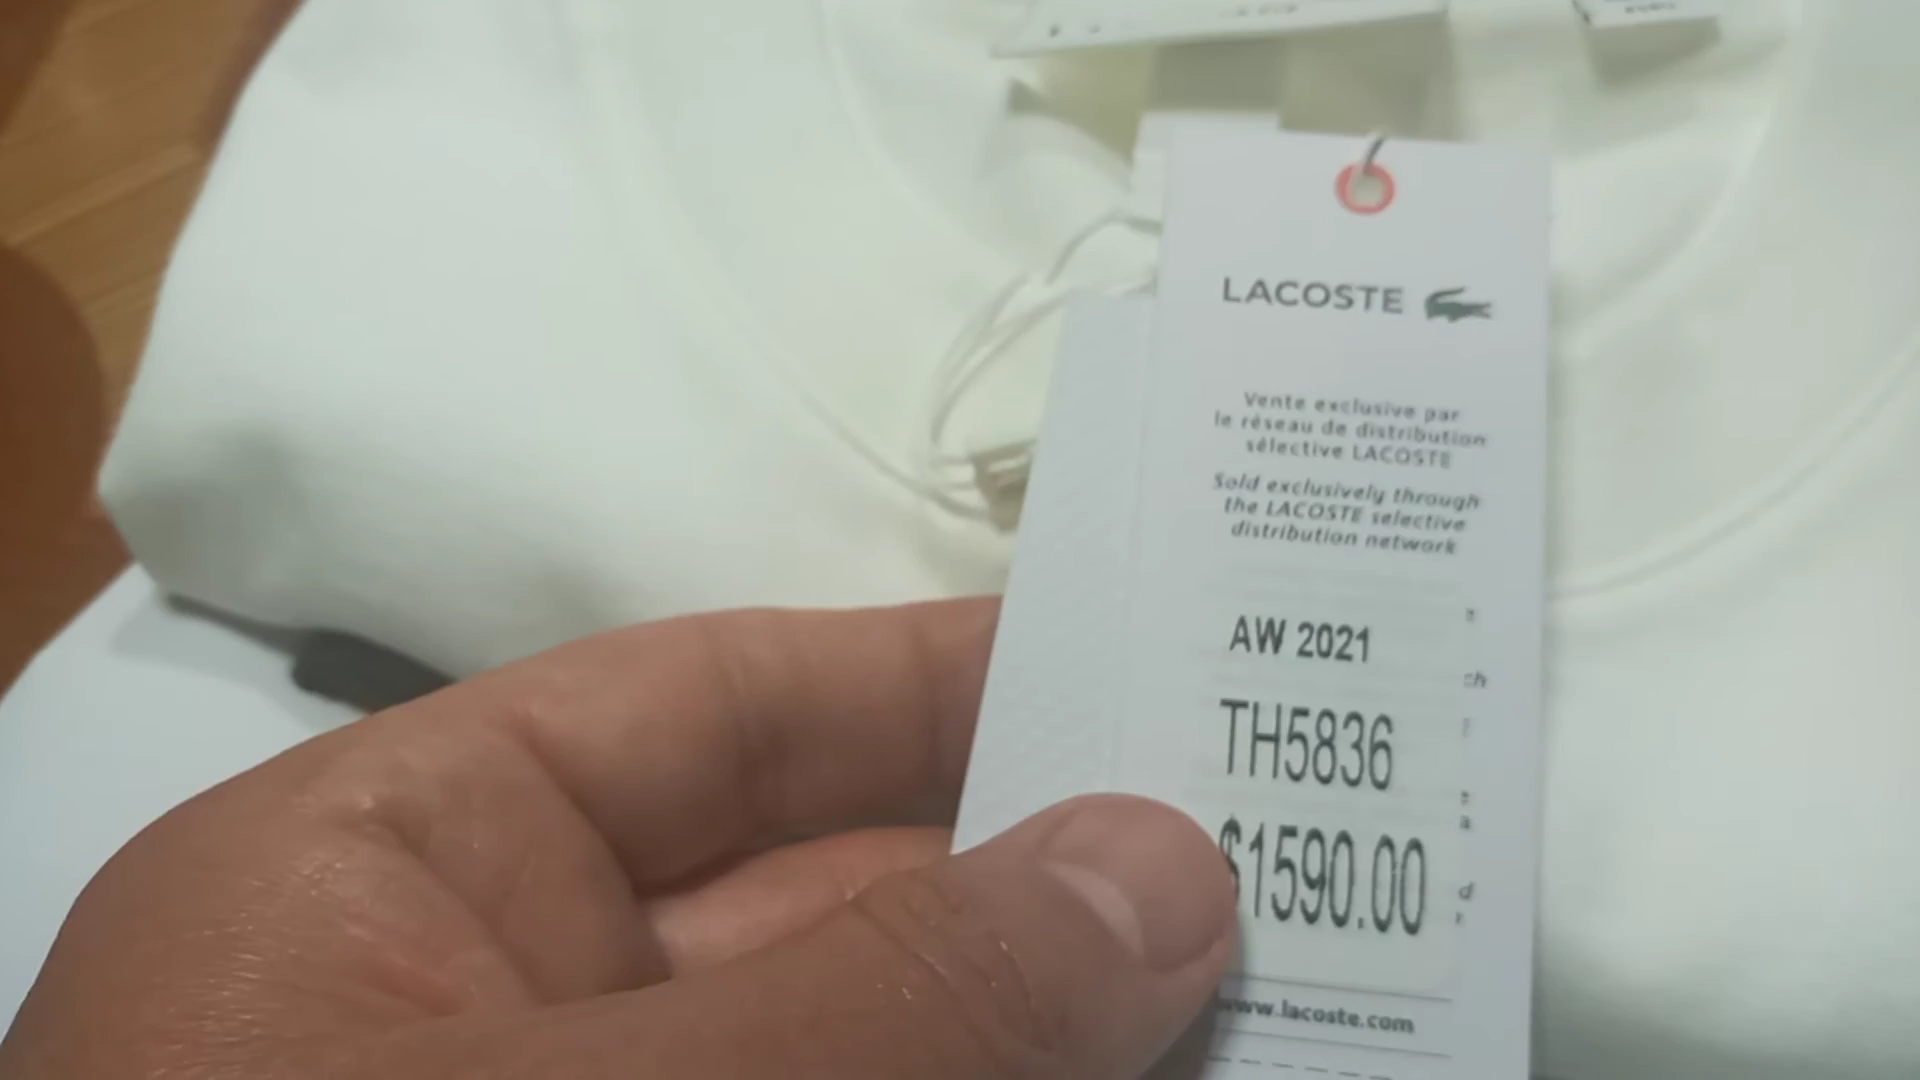 LACOSTE
Vente exclusive par
le réseau de distribution
sélective LACOSTE
Sold exclusively through
the LACOSTE selective
distribution network
AW 2021
TH5836
$1590.00
www.lacoste.com